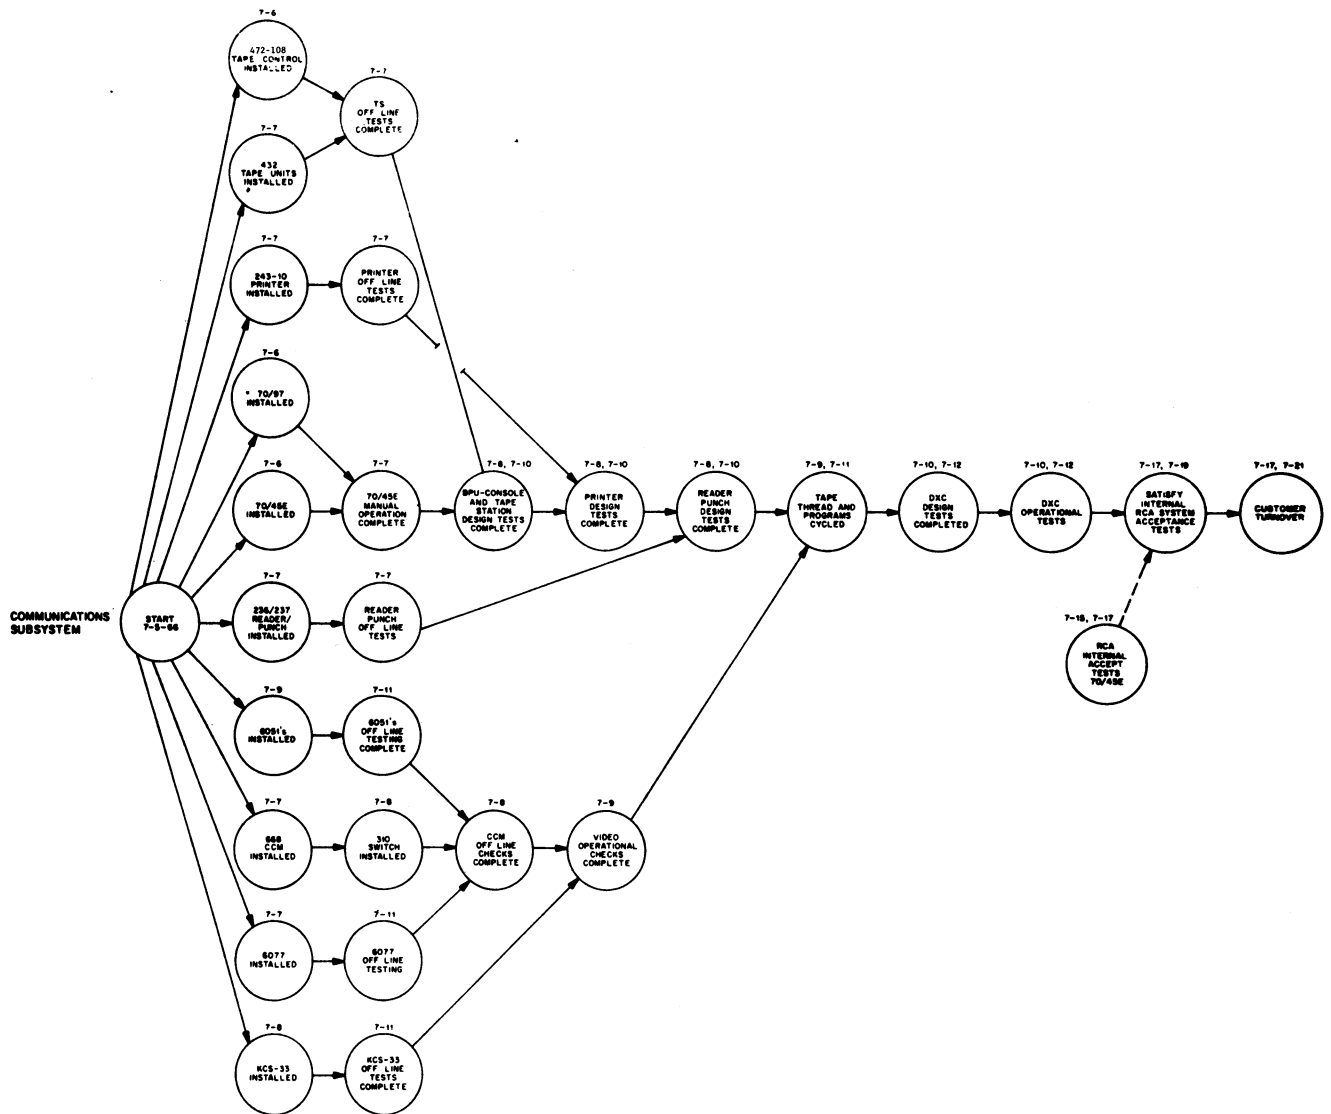 7-6
472-108
TAPE CONTROL
INSTALLED
7-7
TS
OFF LINE
TESTS
COMPLETE
7-7
432
TAPE UNITS
INSTALLED
7-7
243-10
PRINTER
INSTALLED
7-7
PRINTER
OFF LINE
TESTS
COMPLETE
7-6
70/97
INSTALLED
7-6
70/45E
INSTALLED
7-7
70/45E
MANUAL
OPERATION
COMPLETE
7-8, 7-10
BPU-CONSOLE
AND TAPE
STATION
DESIGN TESTS
COMPLETE
7-8, 7-10
PRINTER
DESIGN
TESTS
COMPLETE
7-8, 7-10
READER
PUNCH
DESIGN
TESTS
COMPLETE
7-9, 7-11
TAPE
THREAD AND
PROGRAMS
CYCLED
7-10, 7-12
DXC
DESIGN
TESTS
COMPLETED
7-10, 7-12
DXC
OPERATIONAL
TESTS
7-17, 7-19
SATISFY
INTERNAL
RCA SYSTEM
ACCEPTANCE
TESTS
7-17, 7-21
CUSTOMER
TURNOVER
COMMUNICATIONS
SUBSYSTEM
START
7-5-66
7-7
236/237
READER/
PUNCH
INSTALLED
7-7
READER
PUNCH
OFF LINE
TESTS
7-15, 7-17
RCA
INTERNAL
ACCEPT
TESTS
70/45E
7-9
6051's
INSTALLED
7-11
6051's
OFF LINE
TESTING
COMPLETE
7-7
668
CCM
INSTALLED
7-8
310
SWITCH
INSTALLED
7-8
CCM
OFF LINE
CHECKS
COMPLETE
7-9
VIDEO
OPERATIONAL
CHECKS
COMPLETE
7-7
6077
INSTALLED
7-11
6077
OFF LINE
TESTING
7-8
KCS-33
INSTALLED
7-11
KCS-33
OFF LINE
TESTS
COMPLETE